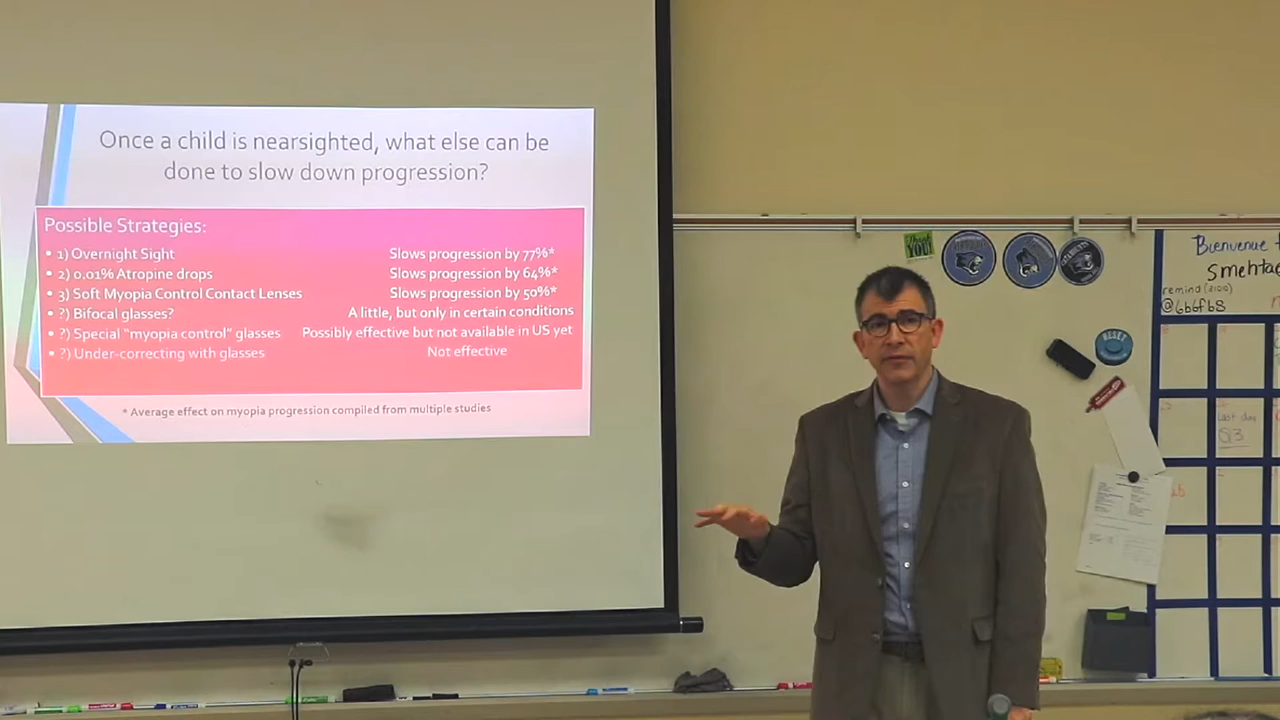 Once a child is nearsighted, what else can be
done to slow down progression?
Possible Strategies:
• 1) Overnight Sight Slows progression by 77%*
• 2) 0.01% Atropine drops Slows progression by 64%*
• 3) Soft Myopia Control Contact Lenses Slows progression by 50%*
• ?) Bifocal glasses? A little, but only in certain conditions
• ?) Special “myopia control” glasses Possibly effective but not available in US yet
• ?) Under-correcting with glasses Not effective
* Average effect on myopia progression compiled from multiple studies
Thank
YOU!
Bienvenue
smehta
remind (2100)
@6b6fb8
RESET
Last day